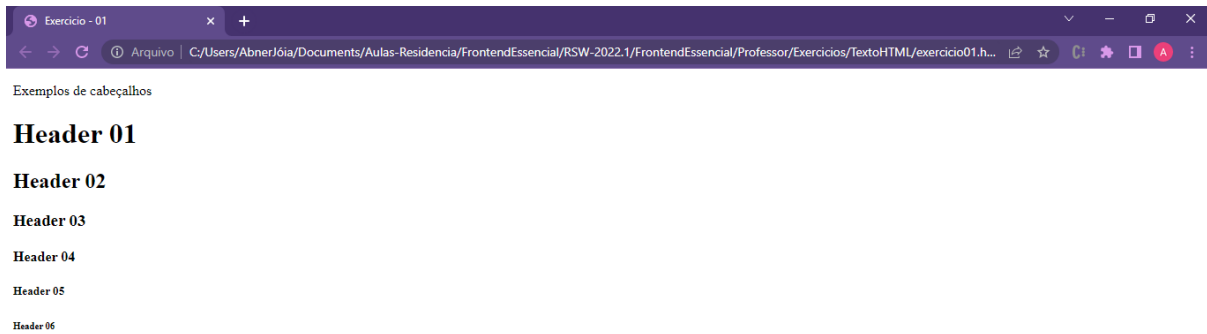 Exercicio - 01
Arquivo C:/Users/AbnerJóia/Documents/Aulas-Residencia/FrontendEssencial/RSW-2022.1/FrontendEssencial/Professor/Exercicios/TextoHTML/exercicio01.h... A
Exemplos de cabeçalhos
Header 01
Header 02
Header 03
Header 04
Header 05
Header 06